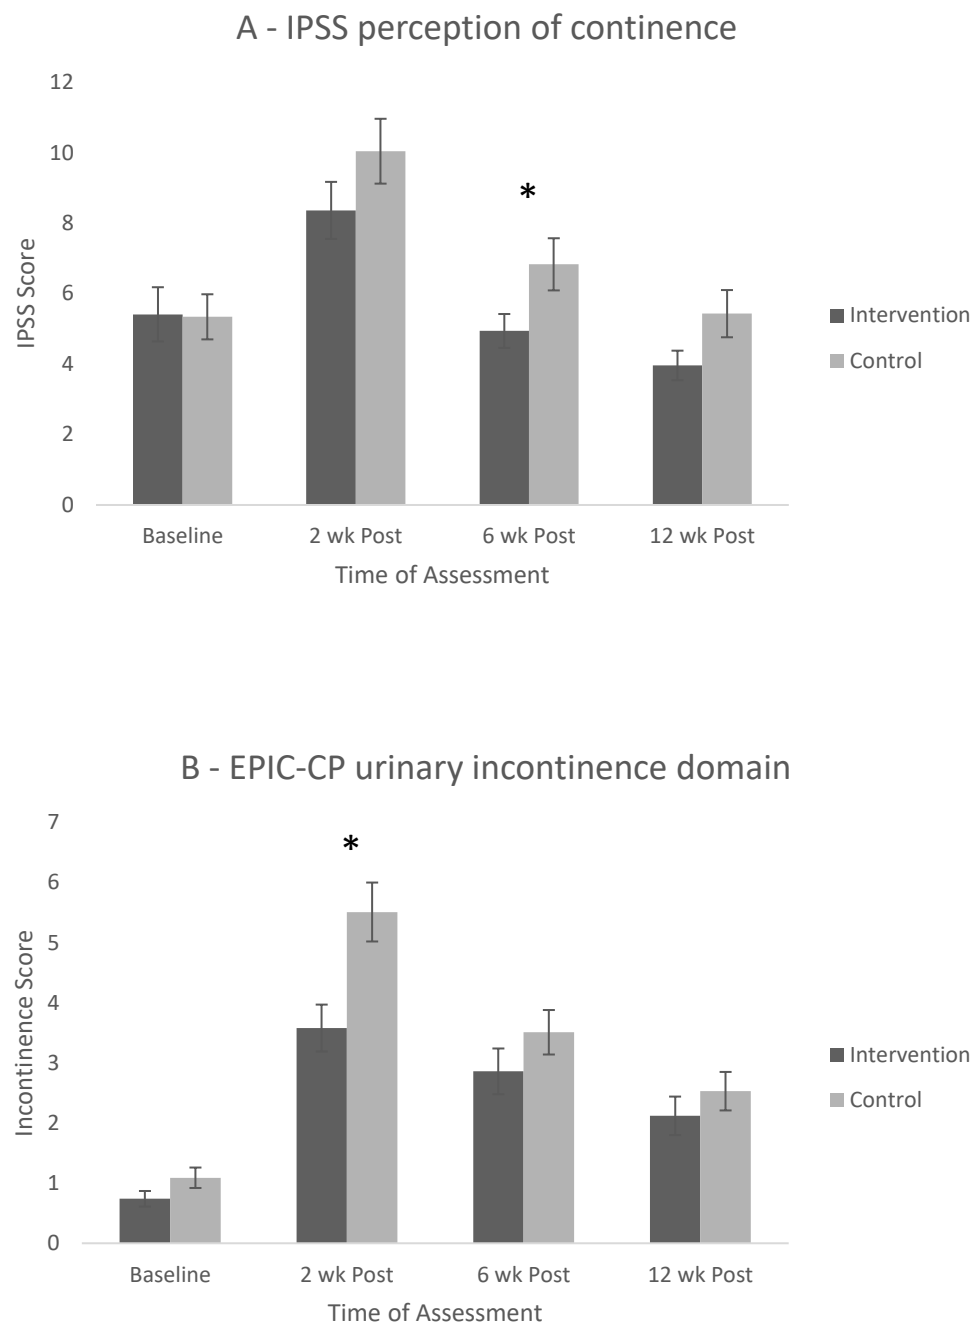 A - IPSS perception of continence
12
10
8
6
4
2
0
IPSS Score
*
Baseline
2 wk Post
6 wk Post
12 wk Post
Time of Assessment
Intervention
Control
B - EPIC-CP urinary incontinence domain
7
6
5
4
3
2
1
0
Incontinence Score
*
Baseline
2 wk Post
6 wk Post
12 wk Post
Time of Assessment
Intervention
Control